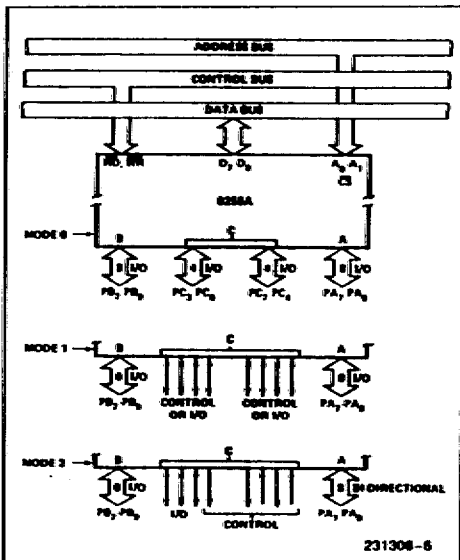 ADDRESS BUS
CONTROL BUS
DATA BUS
RD, WR D7-D0 A0-A1
CS
8255A
MODE 0 B C A
8 I/O 4 I/O 4 I/O 8 I/O
PB7-PB0 PC3-PC0 PC7-PC4 PA7-PA0
C
MODE 1 B A
8 I/O CONTROL CONTROL 8 I/O
PB7-PB0 OR I/O OR I/O PA7-PA0
C
MODE 2 B A
8 I/O 8 BI-DIRECTIONAL
PB7-PB0 I/O PA7-PA0
CONTROL
231308-5